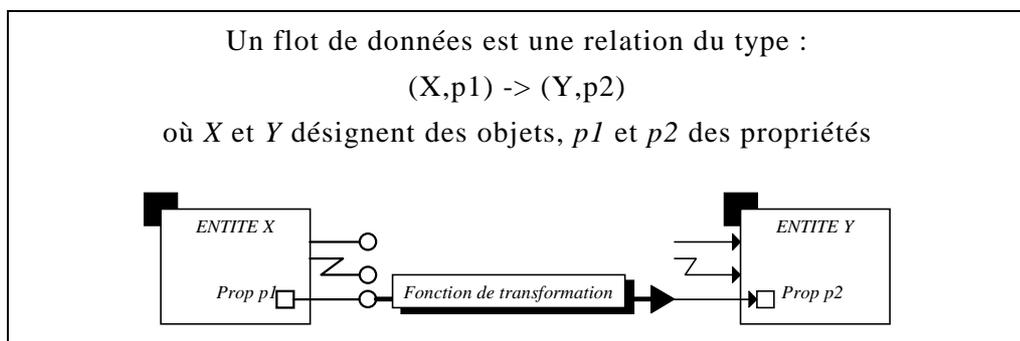 Un flot de données est une relation du type :
(X,p1) -> (Y,p2)
où X et Y désignent des objets, p1 et p2 des propriétés
ENTITE X
ENTITE Y
Prop p1
Fonction de transformation
Prop p2